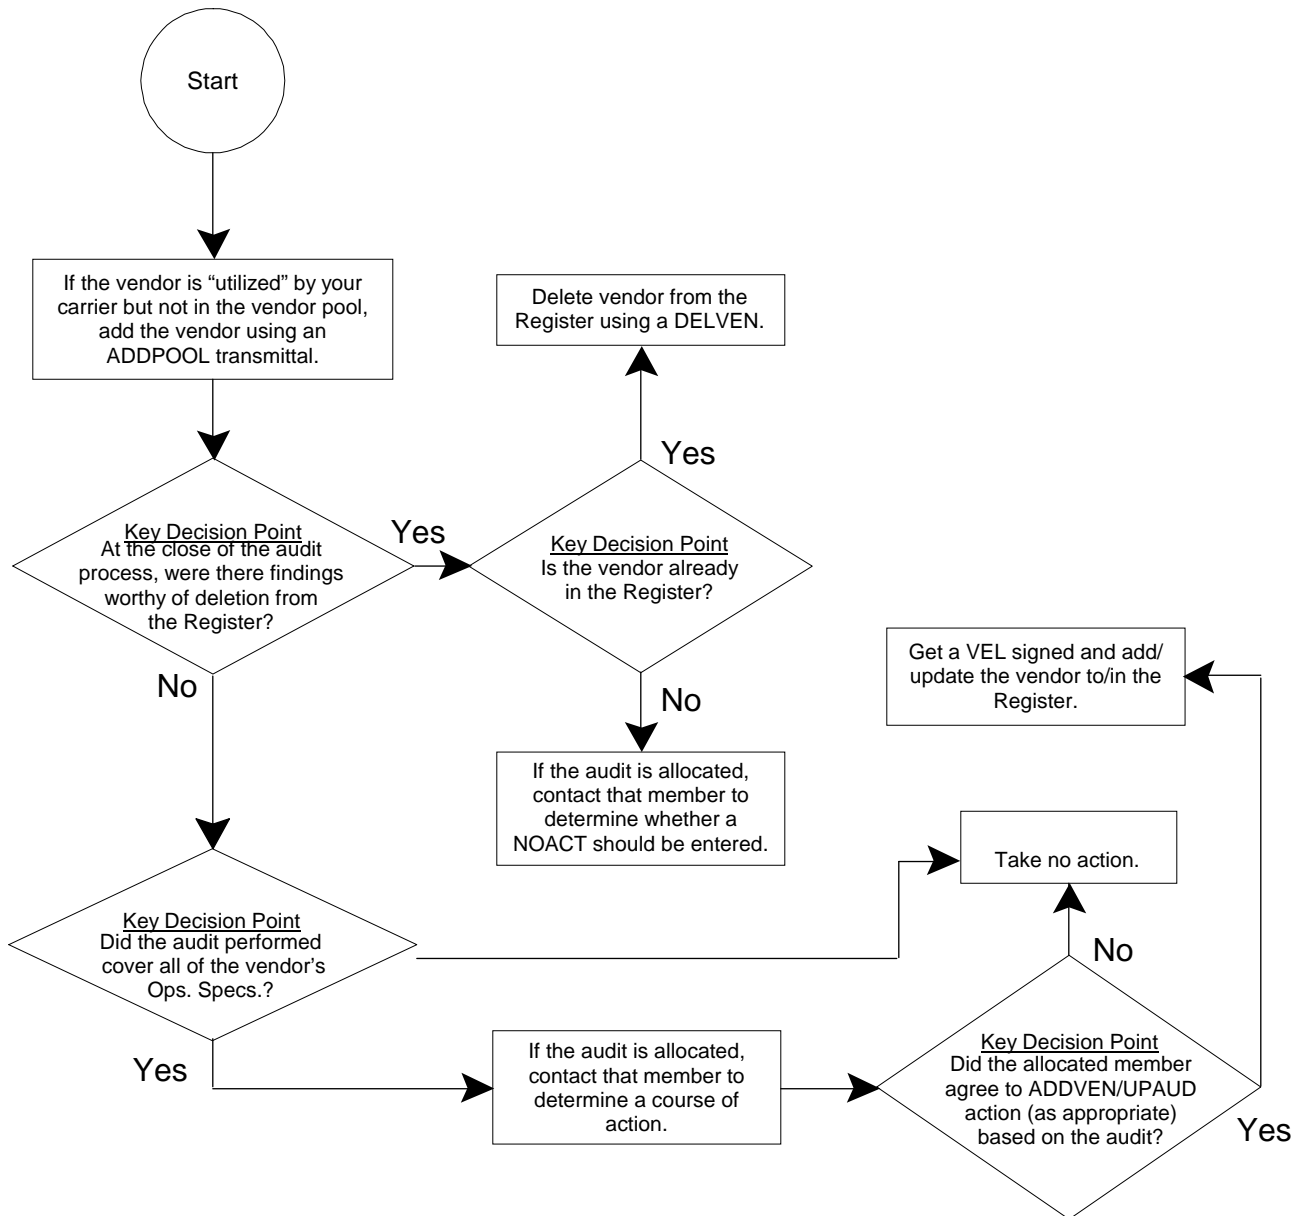 Start
If the vendor is “utilized” by your
carrier but not in the vendor pool,
add the vendor using an
ADDPOOL transmittal.
Delete vendor from the
Register using a DELVEN.
Yes
Key Decision Point
At the close of the audit
process, were there findings
worthy of deletion from
the Register?
Yes
Key Decision Point
Is the vendor already
in the Register?
No
No
If the audit is allocated,
contact that member to
determine whether a
NOACT should be entered.
Get a VEL signed and add/
update the vendor to/in the
Register.
Take no action.
Key Decision Point
Did the audit performed
cover all of the vendor’s
Ops. Specs.?
Yes
If the audit is allocated,
contact that member to
determine a course of
action.
No
Key Decision Point
Did the allocated member
agree to ADDVEN/UPAUD
action (as appropriate)
based on the audit?
Yes